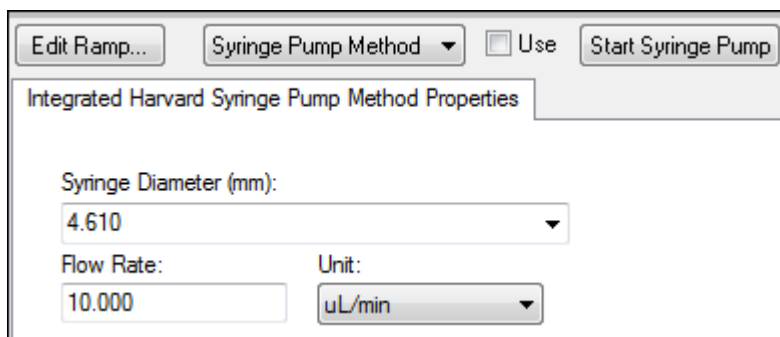 Edit Ramp... Syringe Pump Method Use Start Syringe Pump
Integrated Harvard Syringe Pump Method Properties
Syringe Diameter (mm):
4.610
Flow Rate: Unit:
10.000 uL/min